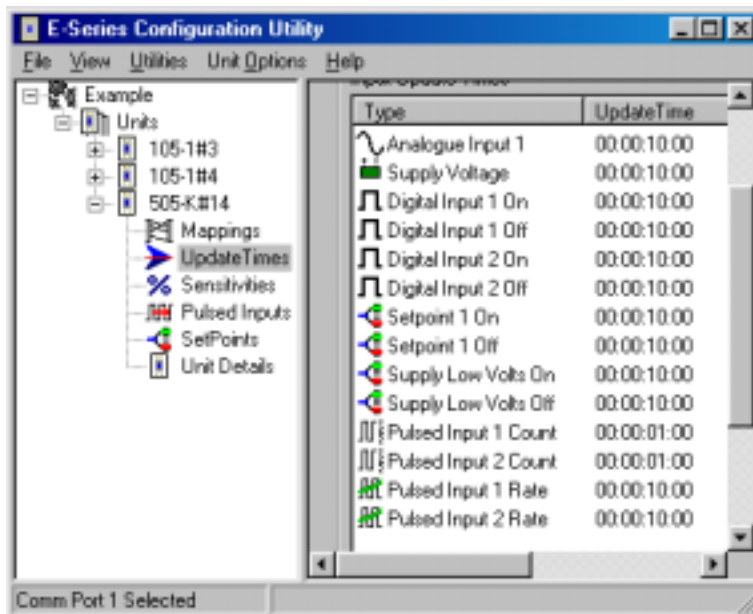 E-Series Configuration Utility
File View Utilities Unit Options Help
Example
Units
105-1#3
105-1#4
505-K#14
Mappings
UpdateTimes
Sensitivities
Pulsed Inputs
SetPoints
Unit Details
Input Update Times
Type UpdateTime
Analogue Input 1 00:00:10:00
Supply Voltage 00:00:10:00
Digital Input 1 On 00:00:10:00
Digital Input 1 Off 00:00:10:00
Digital Input 2 On 00:00:10:00
Digital Input 2 Off 00:00:10:00
Setpoint 1 On 00:00:10:00
Setpoint 1 Off 00:00:10:00
Supply Low Volts On 00:00:10:00
Supply Low Volts Off 00:00:10:00
Pulsed Input 1 Count 00:00:01:00
Pulsed Input 2 Count 00:00:01:00
Pulsed Input 1 Rate 00:00:10:00
Pulsed Input 2 Rate 00:00:10:00
Comm Port 1 Selected